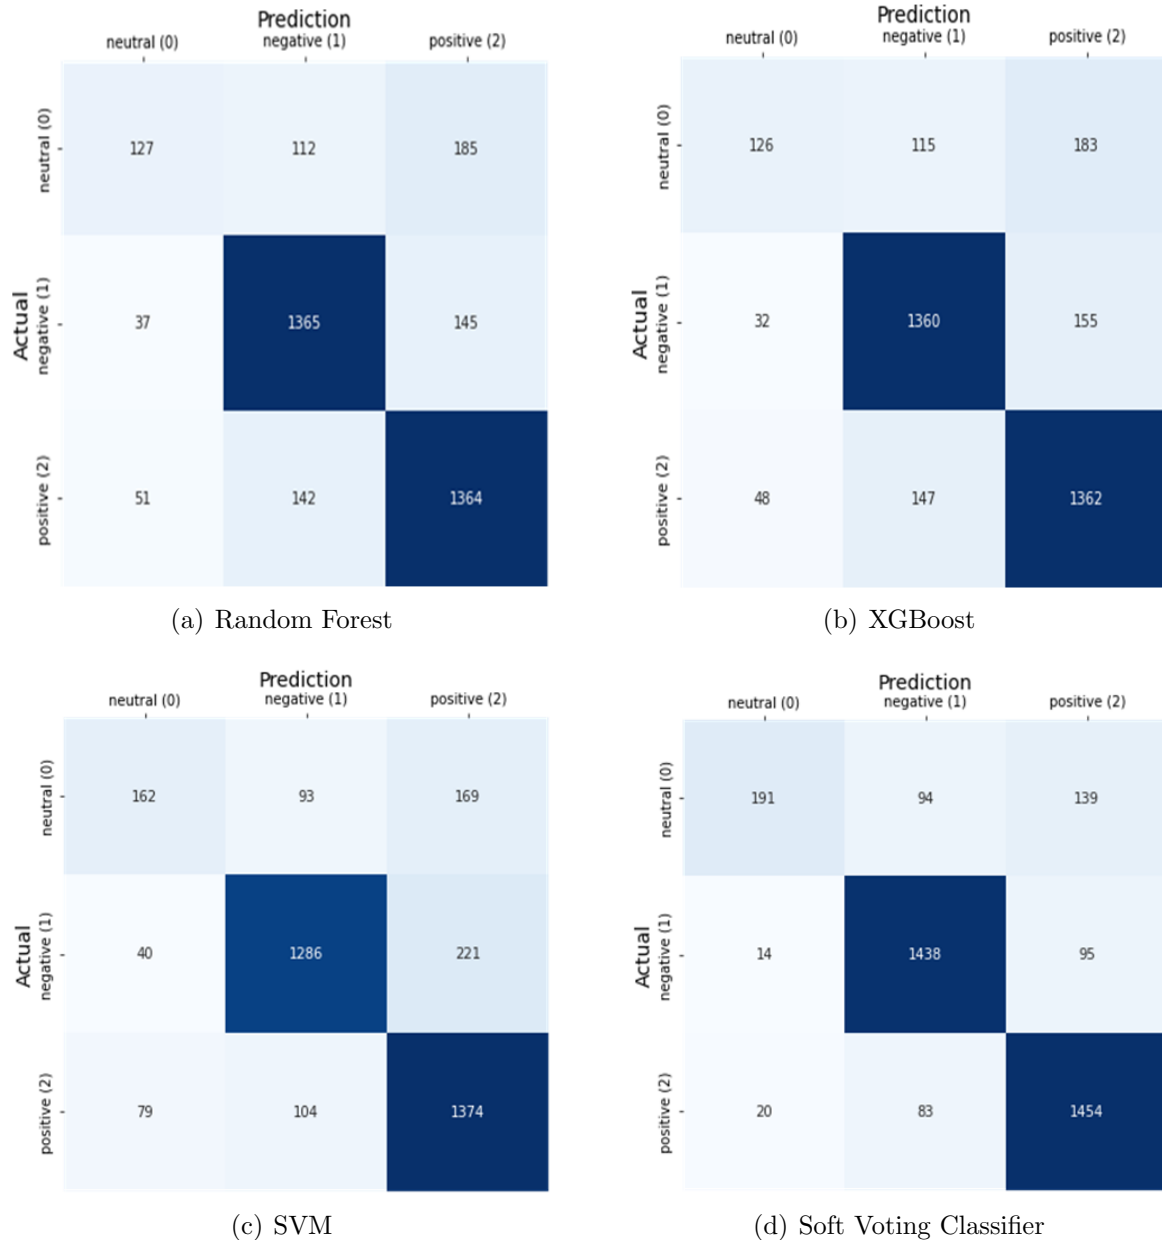 Prediction
neutral (0) negative (1) positive (2)
Actual
neutral (0) 127 112 185
negative (1) 37 1365 145
positive (2) 51 142 1364
(a) Random Forest
Prediction
neutral (0) negative (1) positive (2)
Actual
neutral (0) 126 115 183
negative (1) 32 1360 155
positive (2) 48 147 1362
(b) XGBoost
Prediction
neutral (0) negative (1) positive (2)
Actual
neutral (0) 162 93 169
negative (1) 40 1286 221
positive (2) 79 104 1374
(c) SVM
Prediction
neutral (0) negative (1) positive (2)
Actual
neutral (0) 191 94 139
negative (1) 14 1438 95
positive (2) 20 83 1454
(d) Soft Voting Classifier